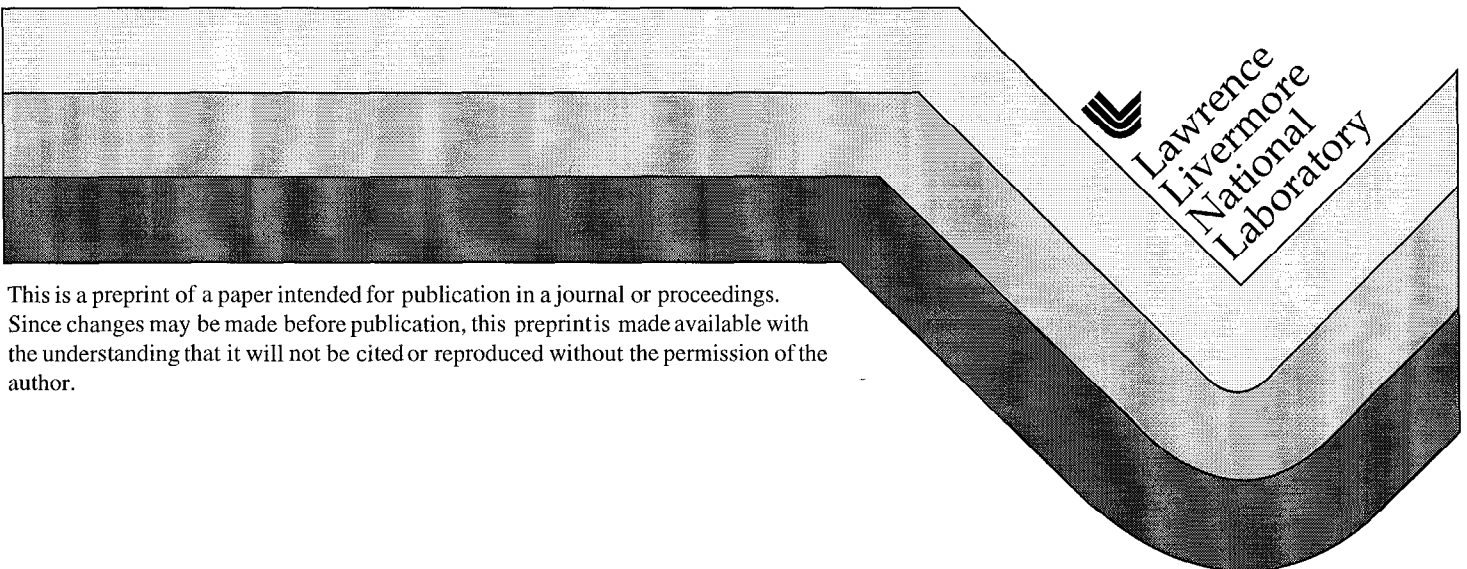 Lawrence
Livermore
National
Laboratory
This is a preprint of a paper intended for publication in a journal or proceedings.
Since changes may be made before publication, this preprint is made available with
the understanding that it will not be cited or reproduced without the permission of the
author.